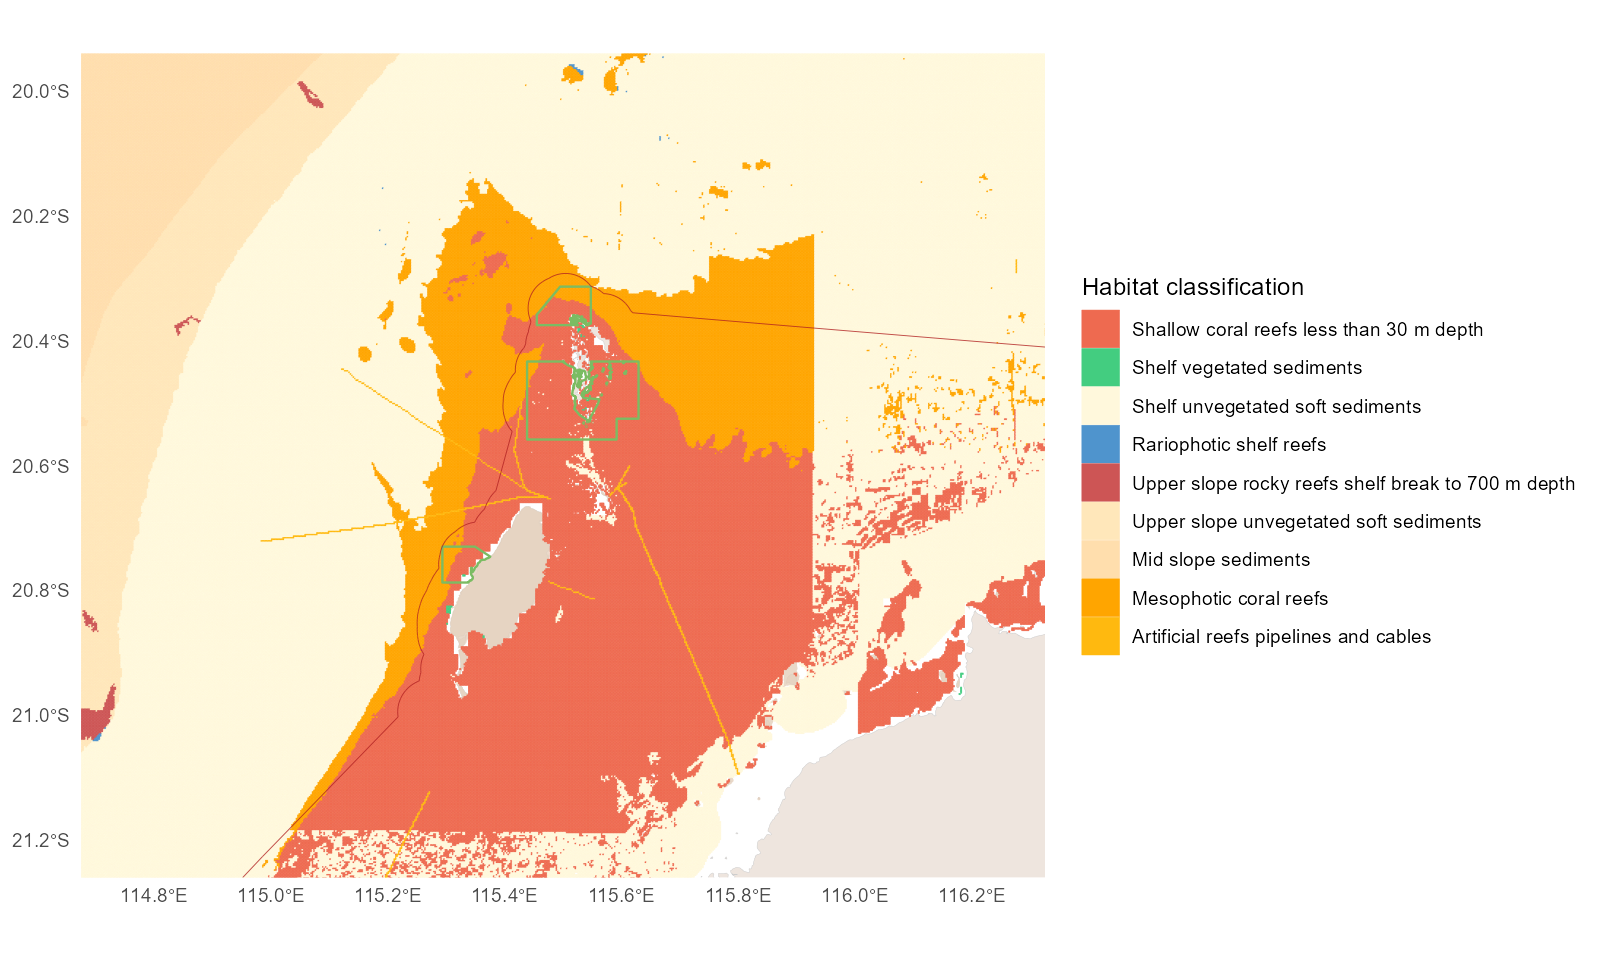 20.0°S
20.2°S
20.4°S
20.6°S
20.8°S
21.0°S
21.2°S
114.8°E
115.0°E
115.2°E
115.4°E
115.6°E
115.8°E
116.0°E
116.2°E
Habitat classification
Shallow coral reefs less than 30 m depth
Shelf vegetated sediments
Shelf unvegetated soft sediments
Rariophotic shelf reefs
Upper slope rocky reefs shelf break to 700 m depth
Upper slope unvegetated soft sediments
Mid slope sediments
Mesophotic coral reefs
Artificial reefs pipelines and cables